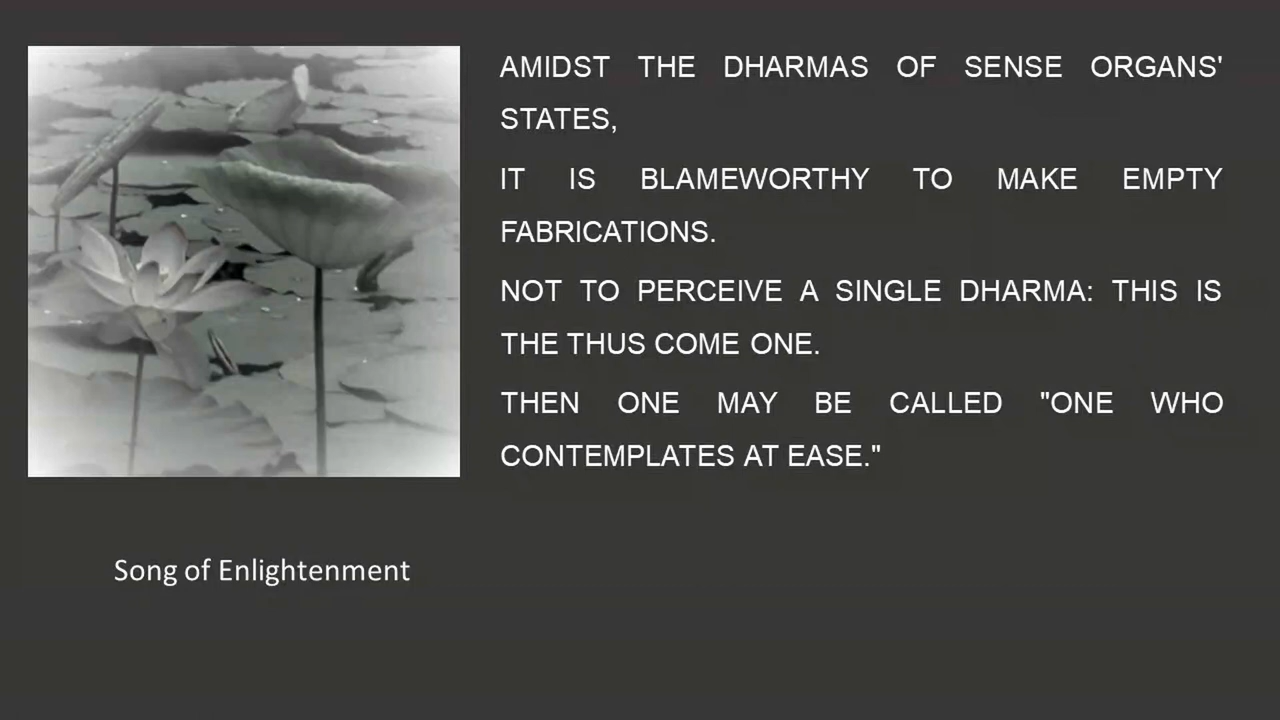 AMIDST THE DHARMAS OF SENSE ORGANS'
STATES,
IT IS BLAMEWORTHY TO MAKE EMPTY
FABRICATIONS.
NOT TO PERCEIVE A SINGLE DHARMA: THIS IS
THE THUS COME ONE.
THEN ONE MAY BE CALLED "ONE WHO
CONTEMPLATES AT EASE."
Song of Enlightenment